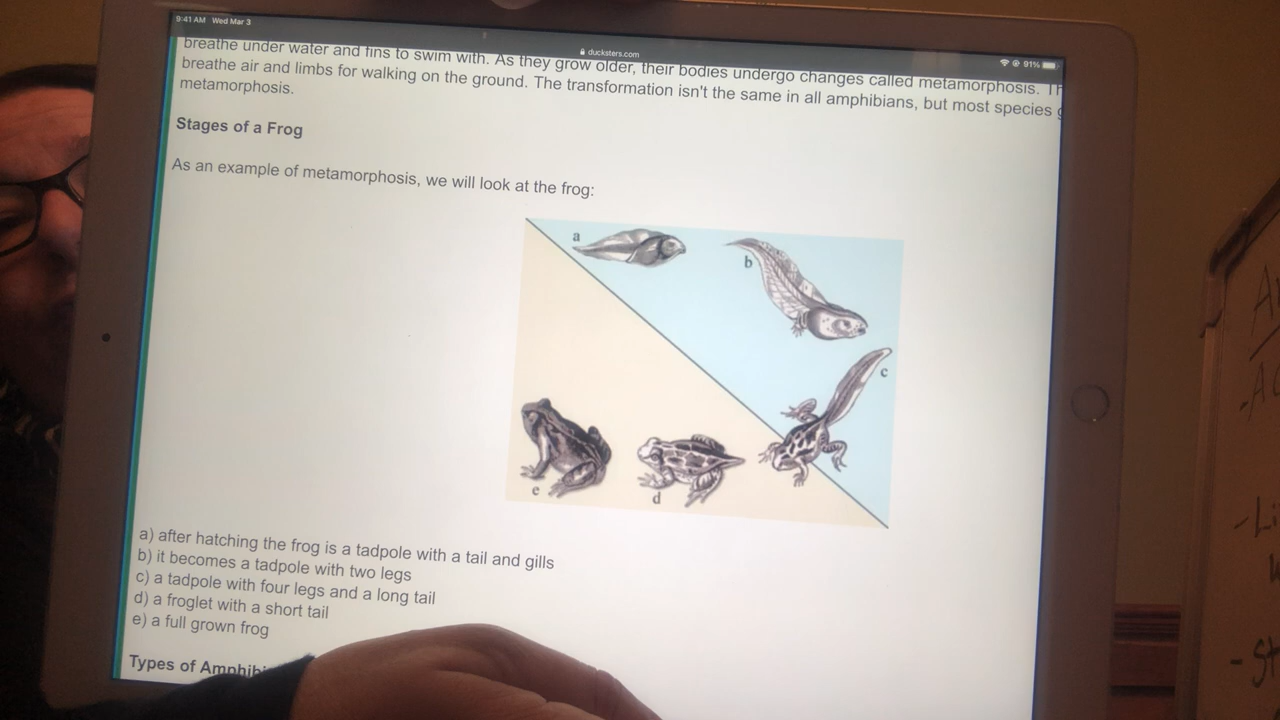 9:41 AM Wed Mar 3
ducksters.com
91%
breathe under water and fins to swim with. As they grow older, their bodies undergo changes called metamorphosis.
breathe air and limbs for walking on the ground. The transformation isn't the same in all amphibians, but most species
metamorphosis.
Stages of a Frog
As an example of metamorphosis, we will look at the frog:
a
b
c
d
e
a) after hatching the frog is a tadpole with a tail and gills
b) it becomes a tadpole with two legs
c) a tadpole with four legs and a long tail
d) a froglet with a short tail
e) a full grown frog
Types of